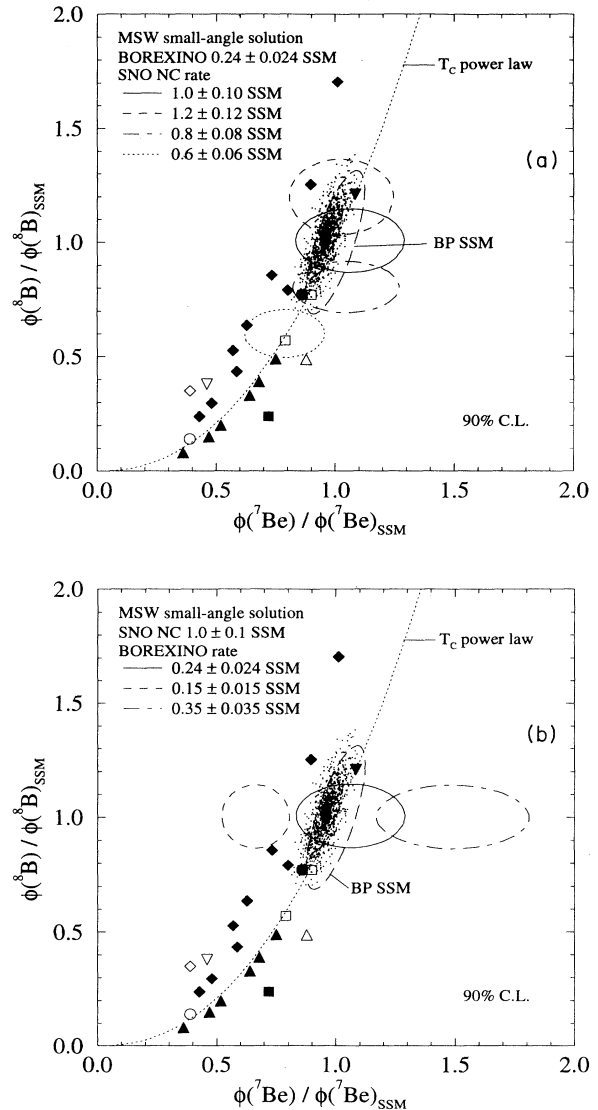 MSW small-angle solution
BOREXINO 0.24 ± 0.024 SSM
SNO NC rate
1.0 ± 0.10 SSM
1.2 ± 0.12 SSM
0.8 ± 0.08 SSM
0.6 ± 0.06 SSM
T_C power law
(a)
BP SSM
90% C.L.
2.0
1.5
1.0
0.5
0.0
ϕ(⁸B) / ϕ(⁸B)_SSM
0.0 0.5 1.0 1.5 2.0
ϕ(⁷Be) / ϕ(⁷Be)_SSM
MSW small-angle solution
SNO NC 1.0 ± 0.1 SSM
BOREXINO rate
0.24 ± 0.024 SSM
0.15 ± 0.015 SSM
0.35 ± 0.035 SSM
T_C power law
(b)
BP SSM
90% C.L.
2.0
1.5
1.0
0.5
0.0
ϕ(⁸B) / ϕ(⁸B)_SSM
0.0 0.5 1.0 1.5 2.0
ϕ(⁷Be) / ϕ(⁷Be)_SSM